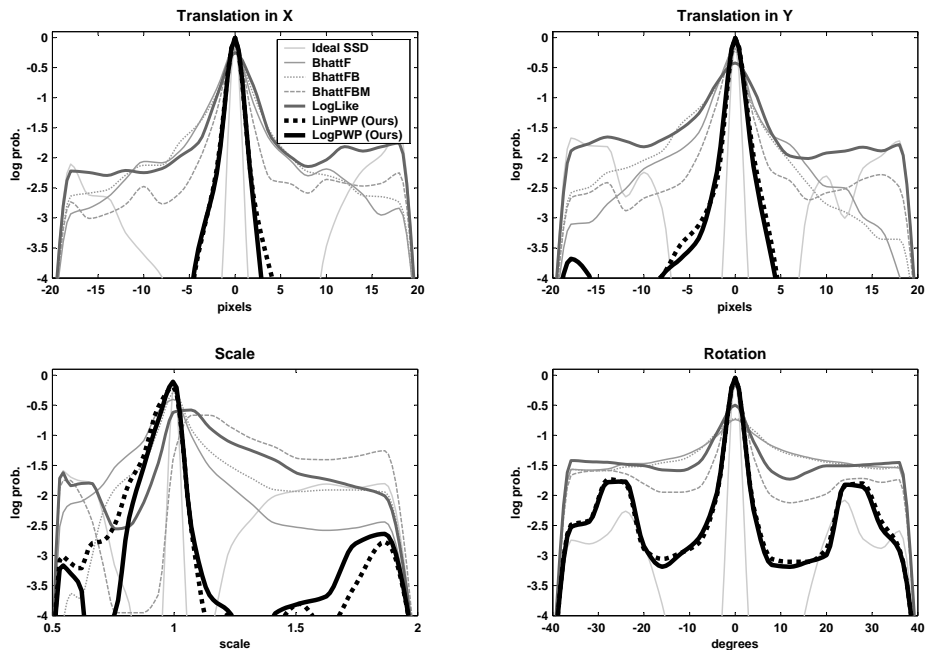 Translation in X
0
-0.5
-1
-1.5
-2
-2.5
-3
-3.5
-4
log prob.
Ideal SSD
BhattF
BhattFB
BhattFBM
LogLike
LinPWP (Ours)
LogPWP (Ours)
-20 -15 -10 -5 0 5 10 15 20
pixels
Translation in Y
0
-0.5
-1
-1.5
-2
-2.5
-3
-3.5
-4
log prob.
-20 -15 -10 -5 0 5 10 15 20
pixels
Scale
0
-0.5
-1
-1.5
-2
-2.5
-3
-3.5
-4
log prob.
0.5 1 1.5 2
scale
Rotation
0
-0.5
-1
-1.5
-2
-2.5
-3
-3.5
-4
log prob.
-40 -30 -20 -10 0 10 20 30 40
degrees